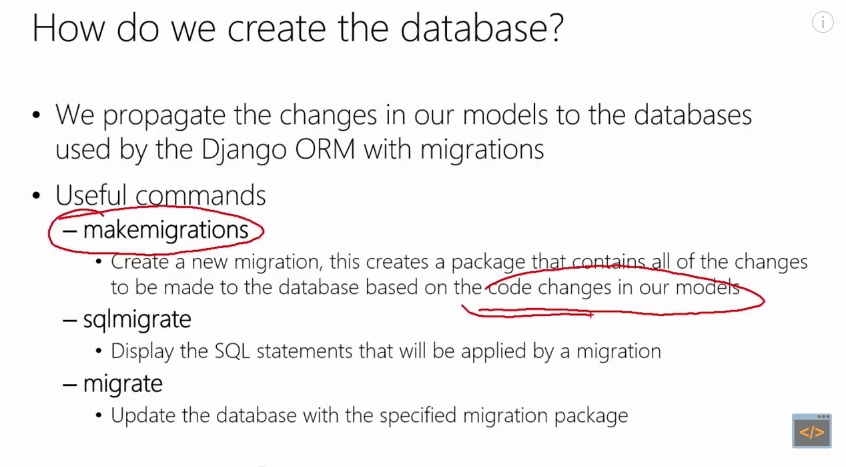 How do we create the database?
• We propagate the changes in our models to the databases
used by the Django ORM with migrations
• Useful commands
– makemigrations
• Create a new migration, this creates a package that contains all of the changes
to be made to the database based on the code changes in our models
– sqlmigrate
• Display the SQL statements that will be applied by a migration
– migrate
• Update the database with the specified migration package
</>